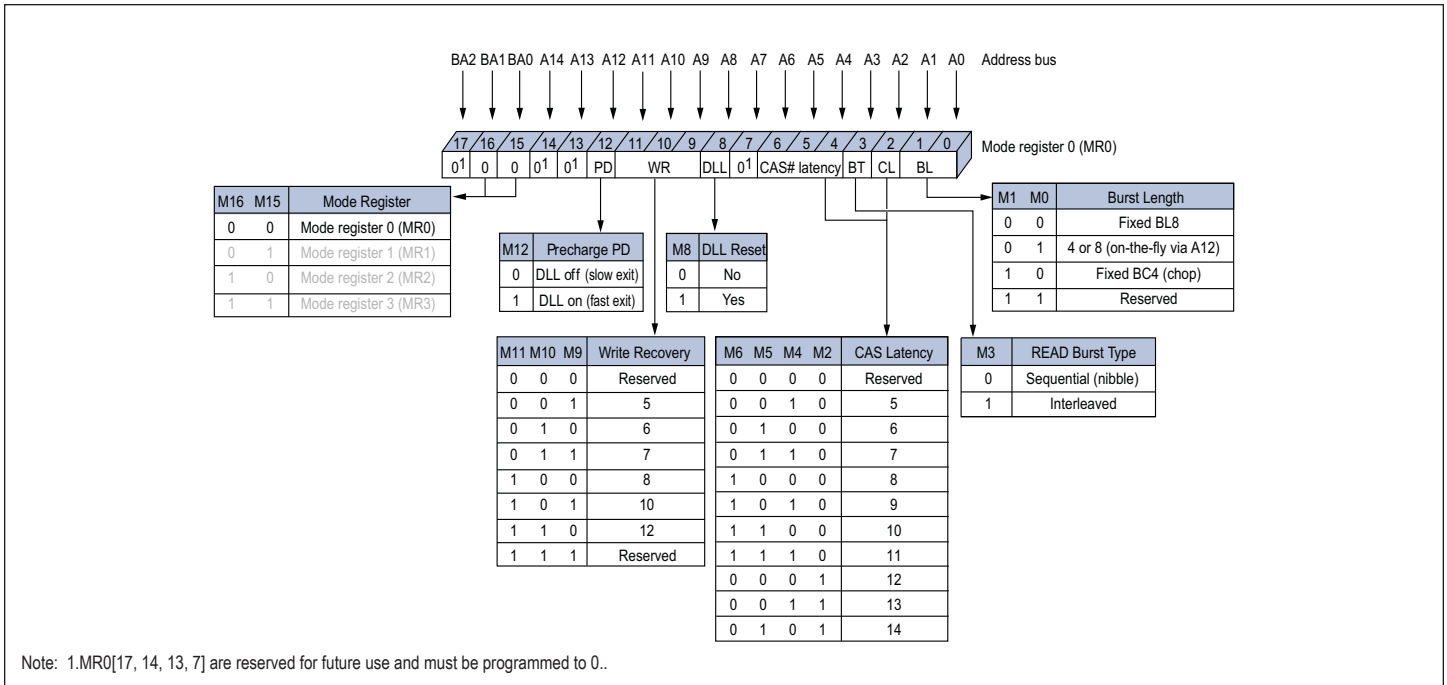 BA2 BA1 BA0 A14 A13 A12 A11 A10 A9 A8 A7 A6 A5 A4 A3 A2 A1 A0 Address bus
17 16 15 14 13 12 11 10 9 8 7 6 5 4 3 2 1 0 Mode register 0 (MR0)
0¹ 0 0 0¹ 0¹ PD WR DLL 0¹ CAS# latency BT CL BL
M16 M15 Mode Register
0 0 Mode register 0 (MR0)
0 1 Mode register 1 (MR1)
1 0 Mode register 2 (MR2)
1 1 Mode register 3 (MR3)
M12 Precharge PD
0 DLL off (slow exit)
1 DLL on (fast exit)
M8 DLL Reset
0 No
1 Yes
M1 M0 Burst Length
0 0 Fixed BL8
0 1 4 or 8 (on-the-fly via A12)
1 0 Fixed BC4 (chop)
1 1 Reserved
M11 M10 M9 Write Recovery
0 0 0 Reserved
0 0 1 5
0 1 0 6
0 1 1 7
1 0 0 8
1 0 1 10
1 1 0 12
1 1 1 Reserved
M6 M5 M4 M2 CAS Latency
0 0 0 0 Reserved
0 0 1 0 5
0 1 0 0 6
0 1 1 0 7
1 0 0 0 8
1 0 1 0 9
1 1 0 0 10
1 1 1 0 11
0 0 0 1 12
0 0 1 1 13
0 1 0 1 14
M3 READ Burst Type
0 Sequential (nibble)
1 Interleaved
Note: 1.MR0[17, 14, 13, 7] are reserved for future use and must be programmed to 0..